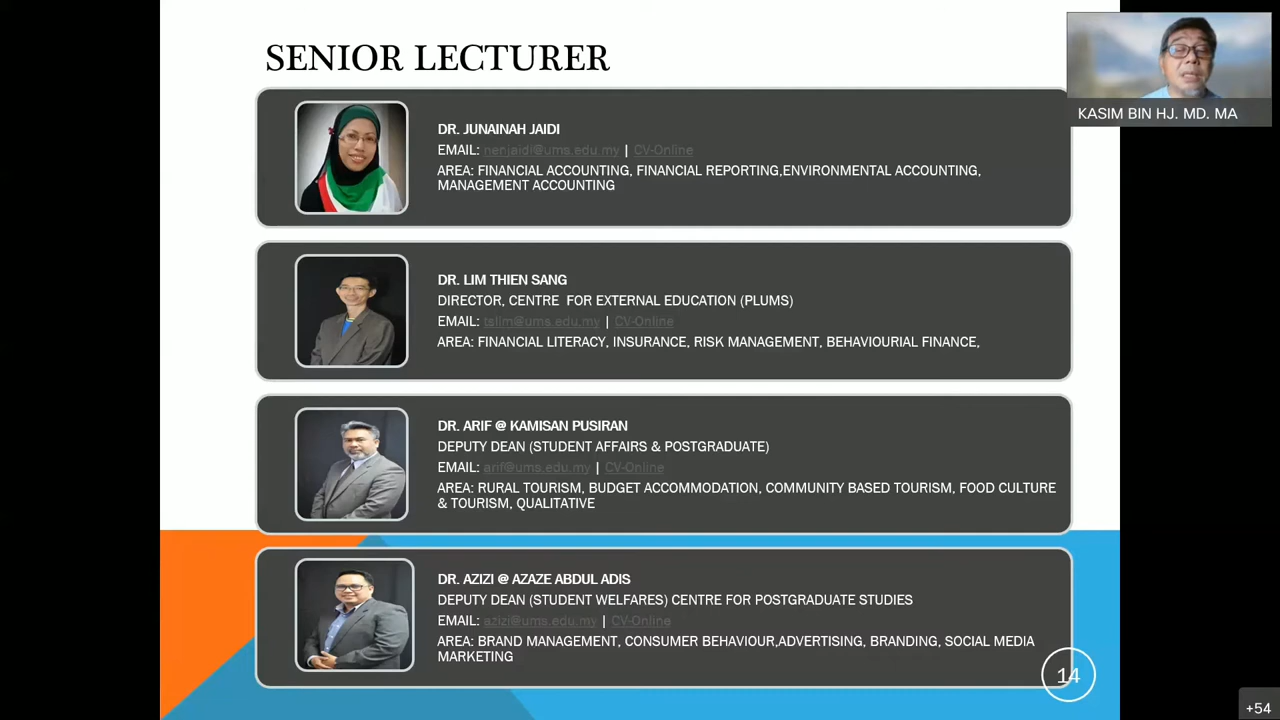 SENIOR LECTURER
KASIM BIN HJ. MD. MA
DR. JUNAINAH JAIDI
EMAIL: nenjaidi@ums.edu.my | CV-Online
AREA: FINANCIAL ACCOUNTING, FINANCIAL REPORTING,ENVIRONMENTAL ACCOUNTING,
MANAGEMENT ACCOUNTING
DR. LIM THIEN SANG
DIRECTOR, CENTRE FOR EXTERNAL EDUCATION (PLUMS)
EMAIL: tslim@ums.edu.my | CV-Online
AREA: FINANCIAL LITERACY, INSURANCE, RISK MANAGEMENT, BEHAVIOURIAL FINANCE,
DR. ARIF @ KAMISAN PUSIRAN
DEPUTY DEAN (STUDENT AFFAIRS & POSTGRADUATE)
EMAIL: arif@ums.edu.my | CV-Online
AREA: RURAL TOURISM, BUDGET ACCOMMODATION, COMMUNITY BASED TOURISM, FOOD CULTURE
& TOURISM, QUALITATIVE
DR. AZIZI @ AZAZE ABDUL ADIS
DEPUTY DEAN (STUDENT WELFARES) CENTRE FOR POSTGRADUATE STUDIES
EMAIL: azizi@ums.edu.my | CV-Online
AREA: BRAND MANAGEMENT, CONSUMER BEHAVIOUR,ADVERTISING, BRANDING, SOCIAL MEDIA
MARKETING
14
+54